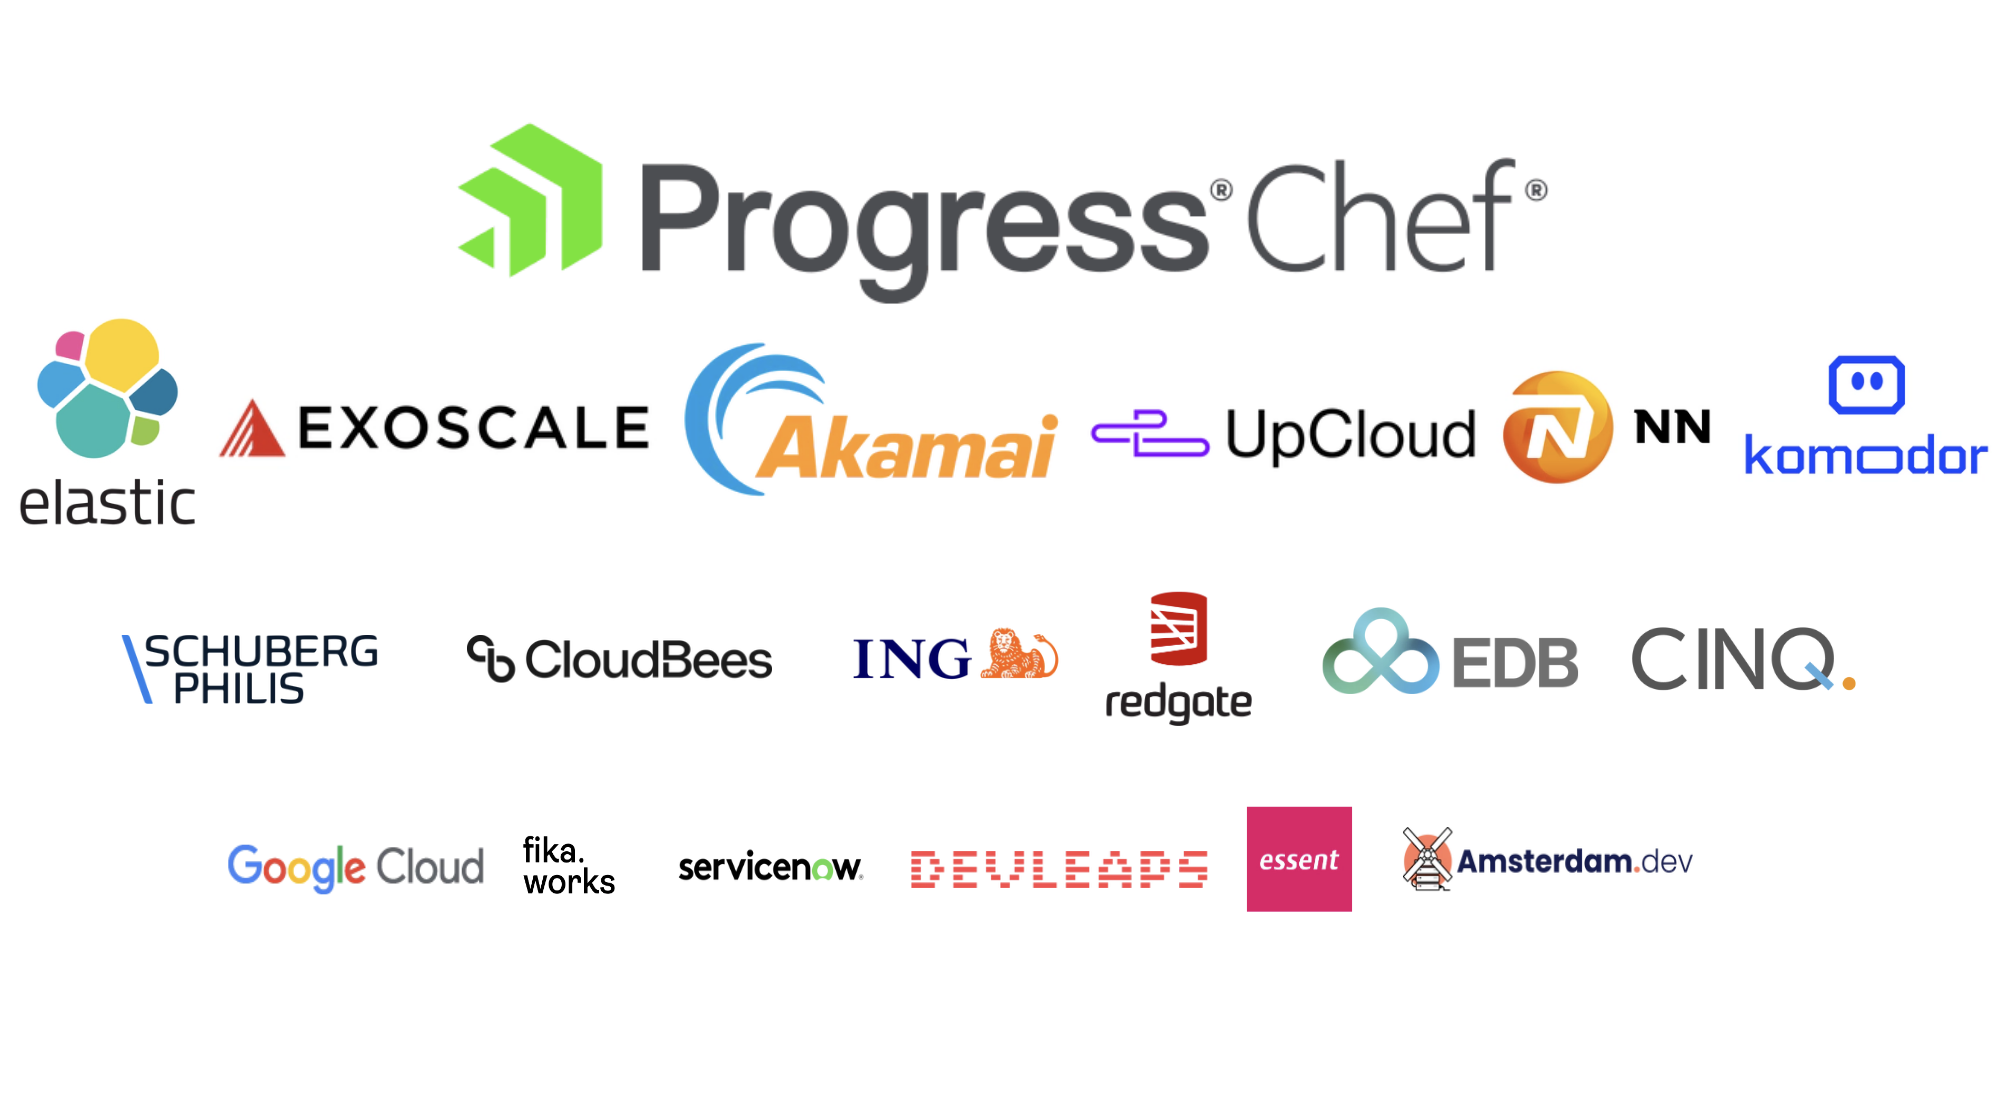 Progress® Chef®
elastic
EXOSCALE
Akamai
UpCloud
N NN
komodor
SCHUBERG
PHILIS
CloudBees
ING
redgate
EDB
CINQ.
Google Cloud
fika.
works
servicenow
DEVLEAPS
essent
Amsterdam.dev